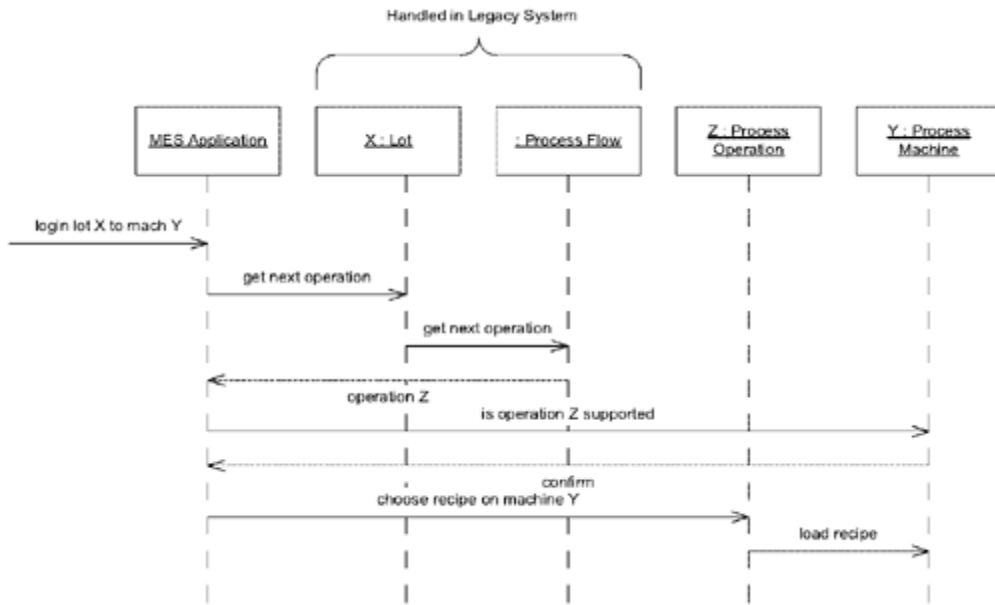 Handled in Legacy System
MES Application
X : Lot
: Process Flow
Z : Process
Operation
Y : Process
Machine
login lot X to mach Y
get next operation
get next operation
operation Z
is operation Z supported
confirm
choose recipe on machine Y
load recipe